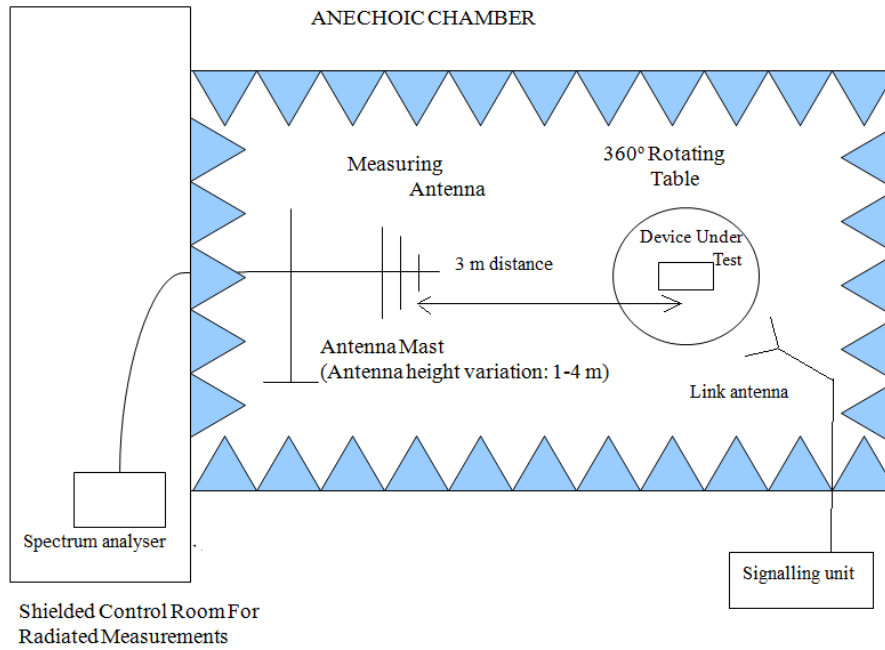 ANECHOIC CHAMBER
Measuring
Antenna
360º Rotating
Table
Device Under
Test
3 m distance
Antenna Mast
(Antenna height variation: 1-4 m)
Link antenna
Spectrum analyser
Signalling unit
Shielded Control Room For
Radiated Measurements